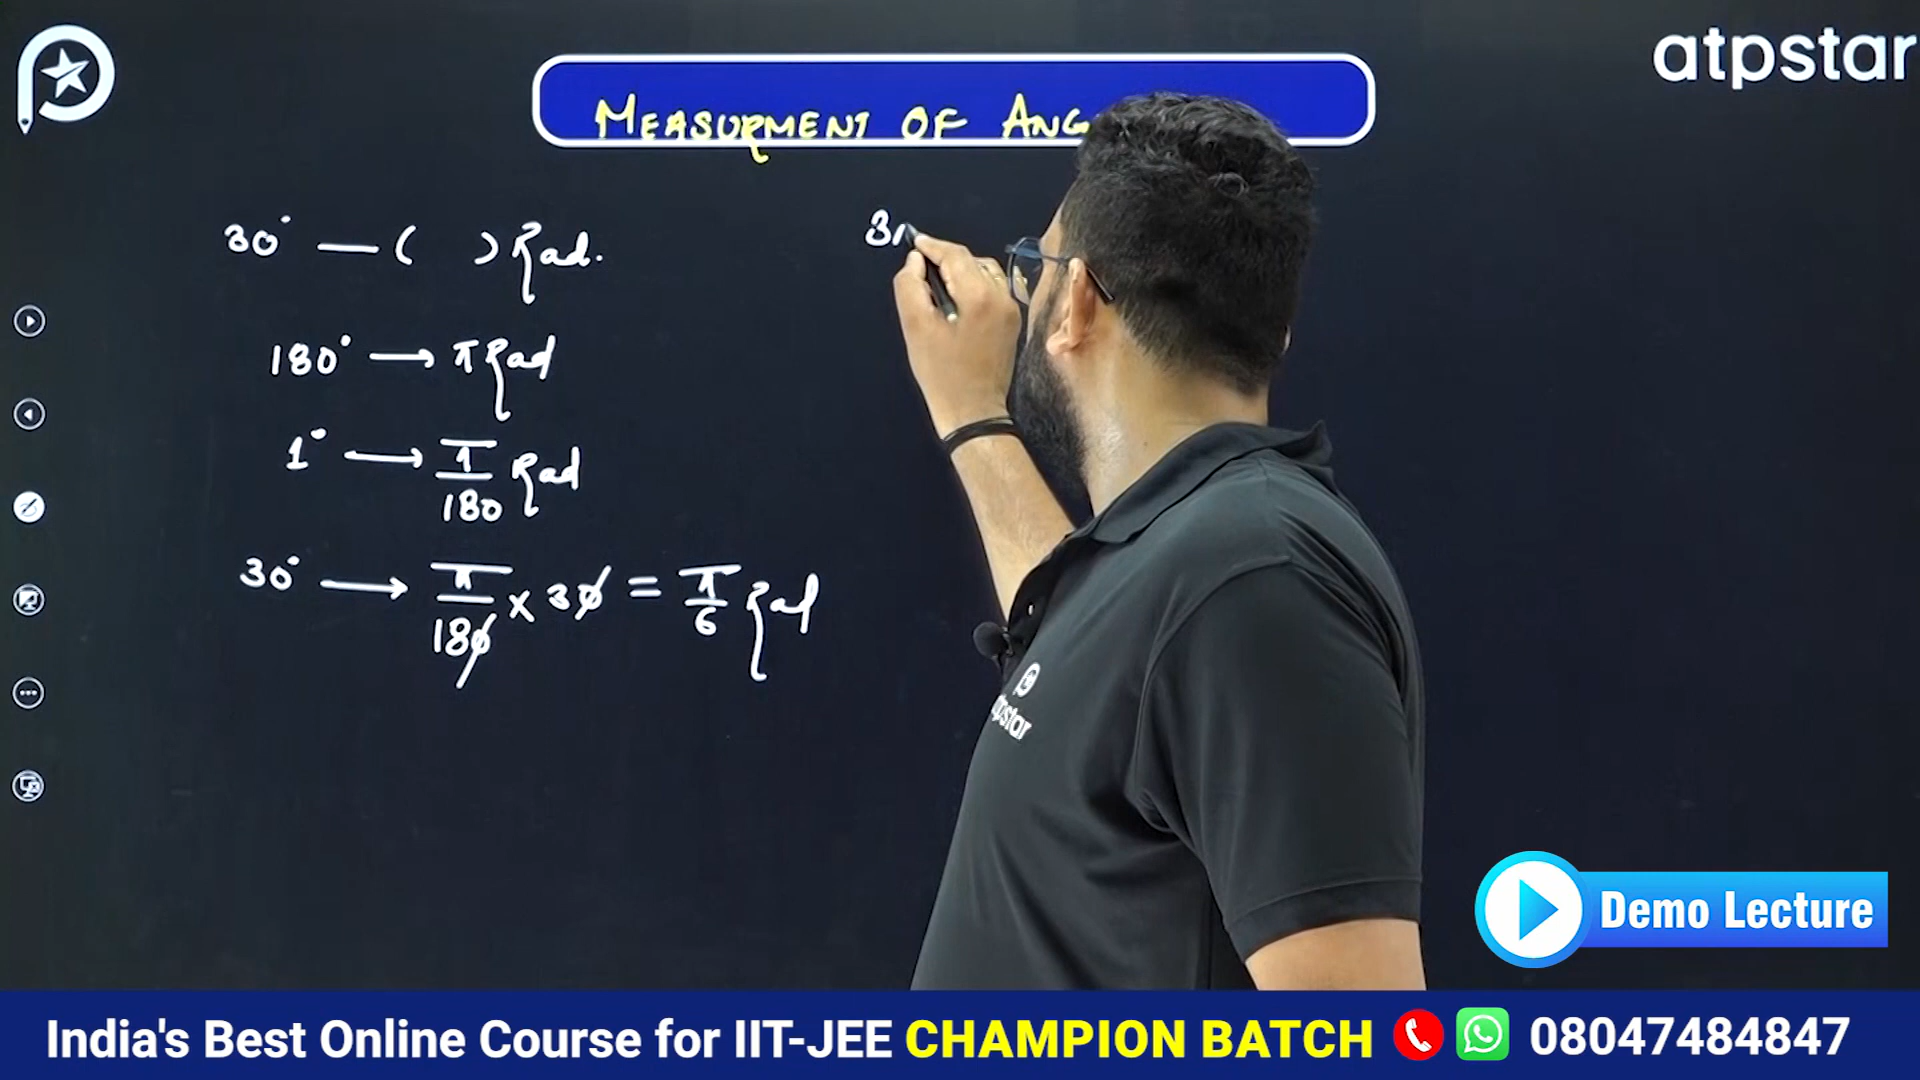 atpstar
MEASURMENT OF ANG
30° — ( ) Rad.
180° → π Rad
1° → π/180 Rad
30° → π/180 × 30 = π/6 Rad
3
atpstar
Demo Lecture
India's Best Online Course for IIT-JEE CHAMPION BATCH 08047484847